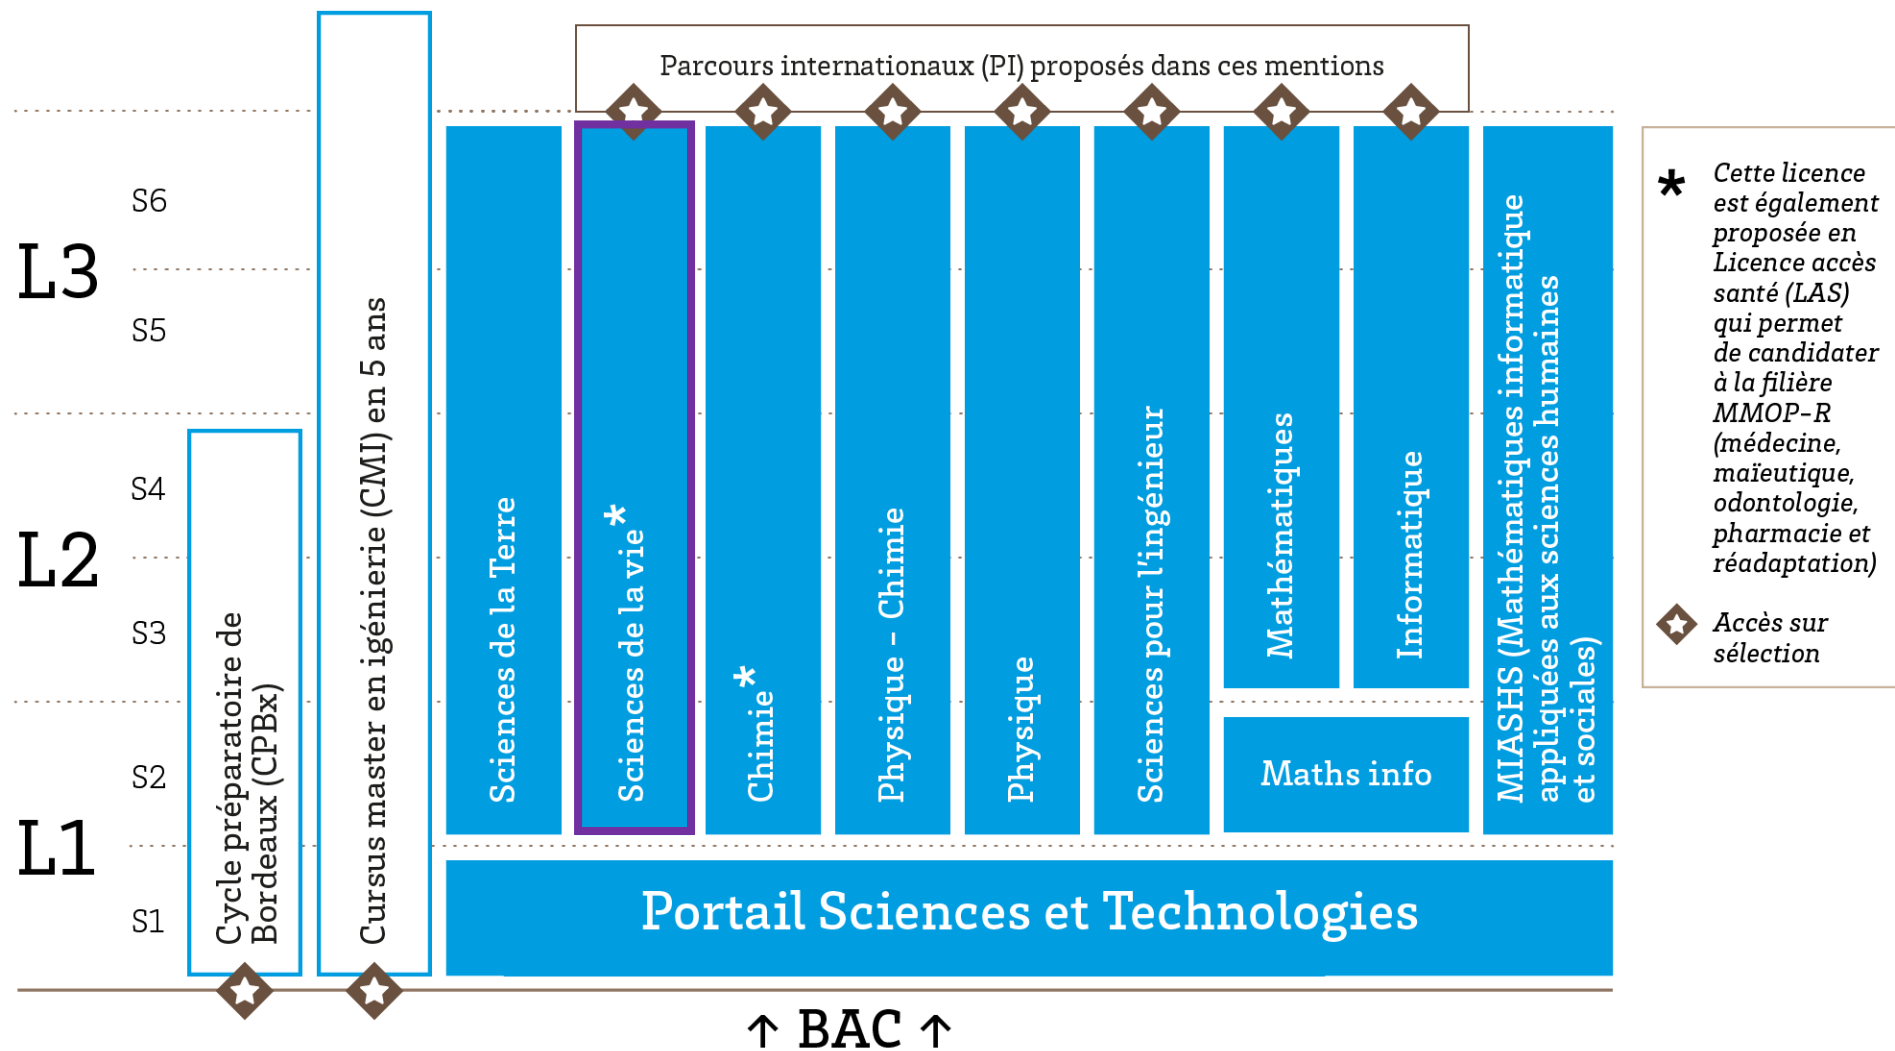 Parcours internationaux (PI) proposés dans ces mentions
L3
S6
S5
L2
S4
S3
L1
S2
S1
Cycle préparatoire de
Bordeaux (CPBx)
Cursus master en igénierie (CMI) en 5 ans
Sciences de la Terre
Sciences de la vie*
Chimie*
Physique - Chimie
Physique
Sciences pour l'ingénieur
Mathématiques
Informatique
Maths info
MIASHS (Mathématiques informatique
appliquées aux sciences humaines
et sociales)
Portail Sciences et Technologies
↑ BAC ↑
* Cette licence
est également
proposée en
Licence accès
santé (LAS)
qui permet
de candidater
à la filière
MMOP-R
(médecine,
maïeutique,
odontologie,
pharmacie et
réadaptation)
Accès sur
sélection